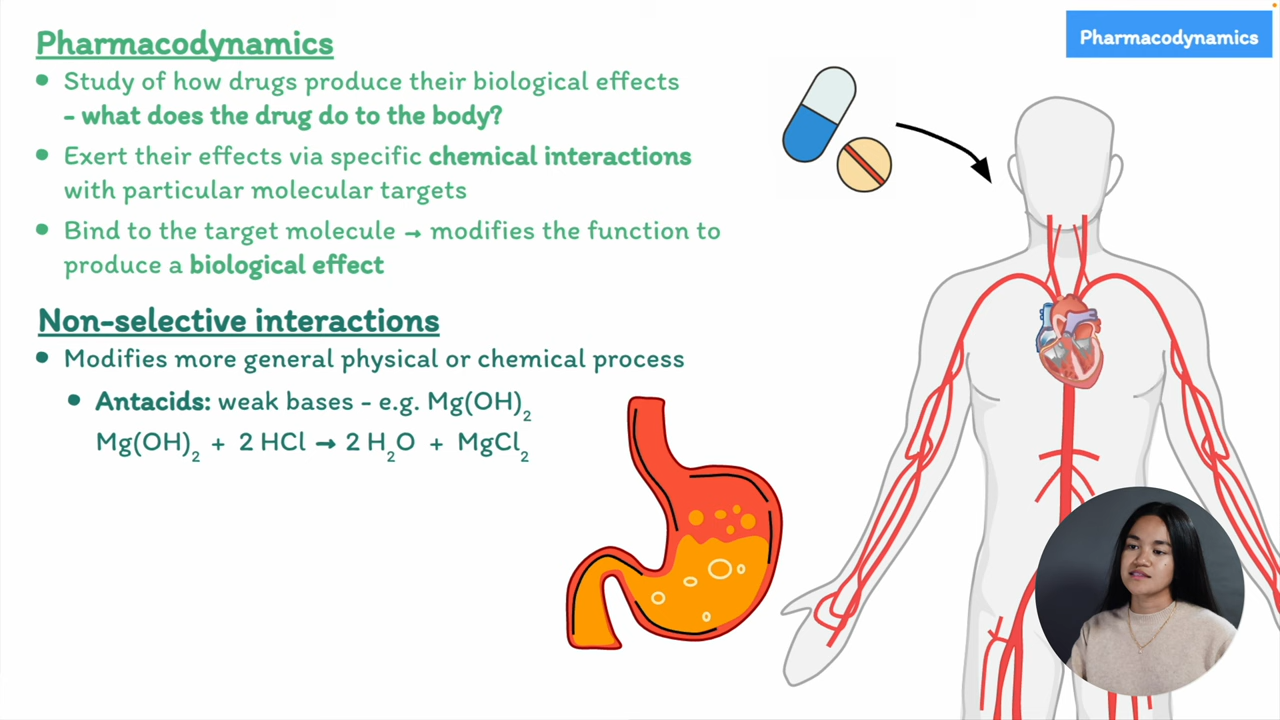 Pharmacodynamics
Pharmacodynamics
• Study of how drugs produce their biological effects
- what does the drug do to the body?
• Exert their effects via specific chemical interactions
with particular molecular targets
• Bind to the target molecule → modifies the function to
produce a biological effect
Non-selective interactions
• Modifies more general physical or chemical process
• Antacids: weak bases - e.g. Mg(OH)₂
Mg(OH)₂ + 2 HCl → 2 H₂O + MgCl₂